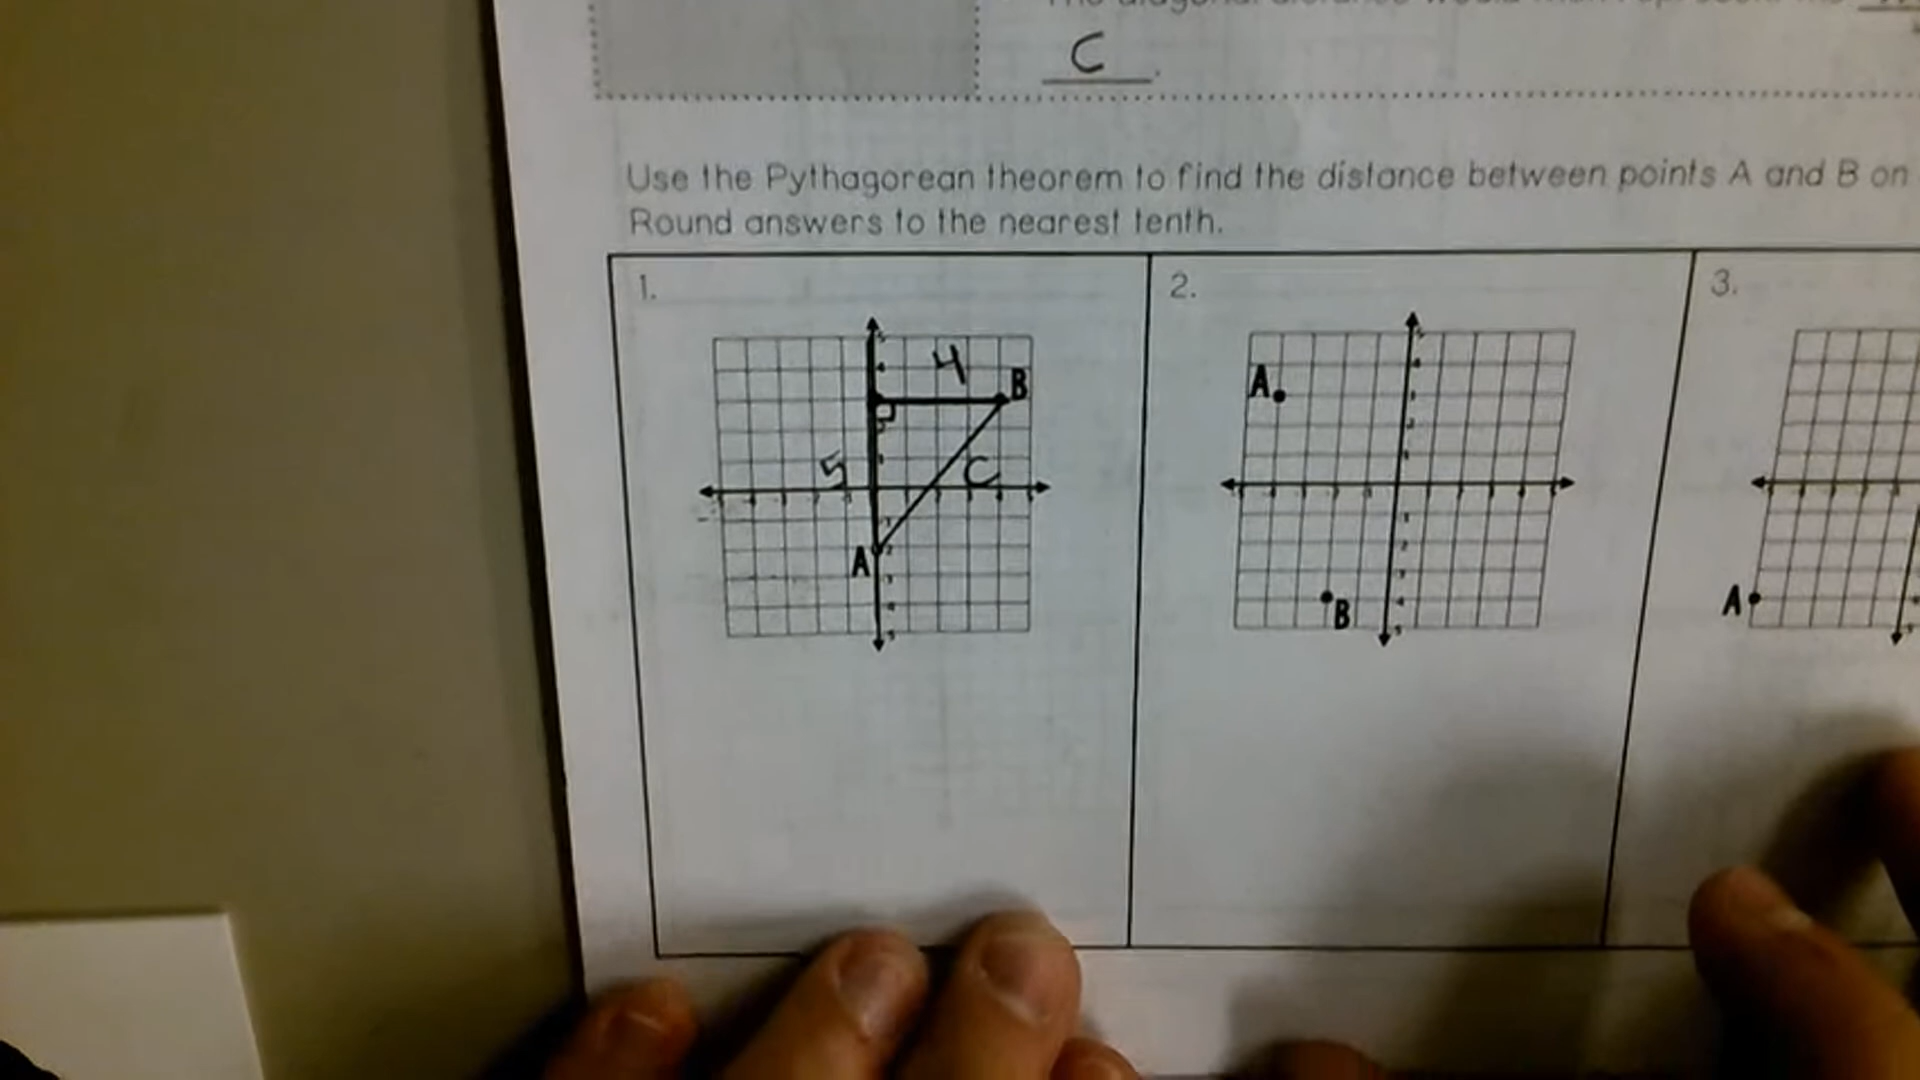 C
Use the Pythagorean theorem to find the distance between points A and B on
Round answers to the nearest tenth.
1.
2.
3.
4
B
5
C
A
A
B
A